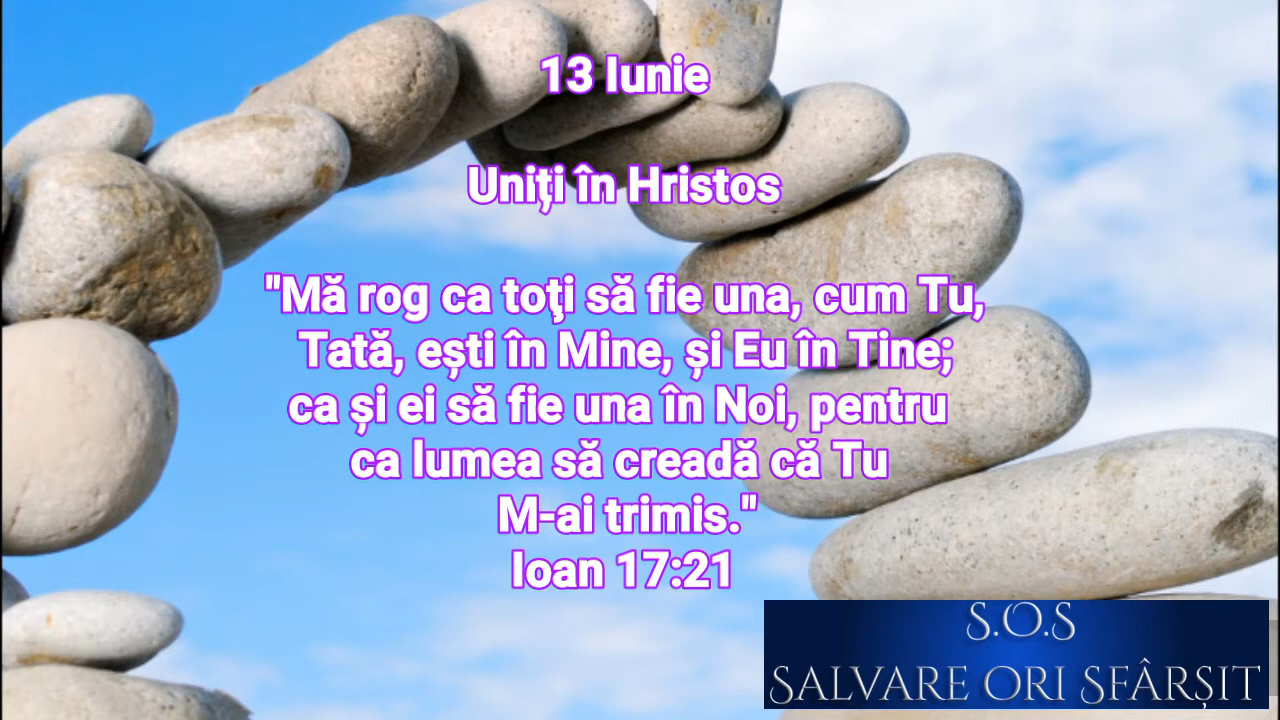 13 Iunie
Uniți în Hristos
"Mă rog ca toţi să fie una, cum Tu,
Tată, ești în Mine, și Eu în Tine;
ca și ei să fie una în Noi, pentru
ca lumea să creadă că Tu
M-ai trimis."
Ioan 17:21
S.O.S
SALVARE ORI SFÂRȘIT